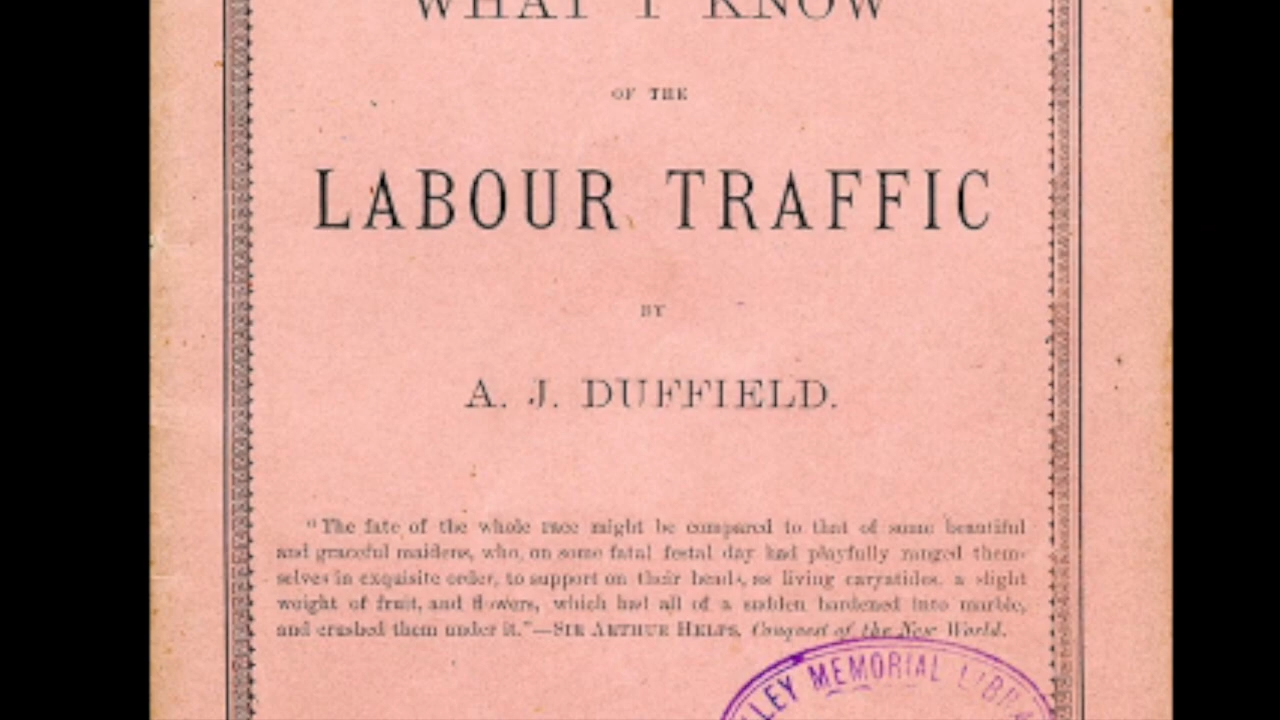 WHAT I KNOW
OF THE
LABOUR TRAFFIC
BY
A. J. DUFFIELD.
"The fate of the whole race might be compared to that of some beautiful
and graceful maidens, who, on some fatal festal day had playfully ranged them-
selves in exquisite order, to support on their heads, as living caryatides, a slight
weight of fruit, and flowers, which had all of a sudden hardened into marble,
and crushed them under it."—SIR ARTHUR HELPS, Conquest of the New World.
MEMORIAL